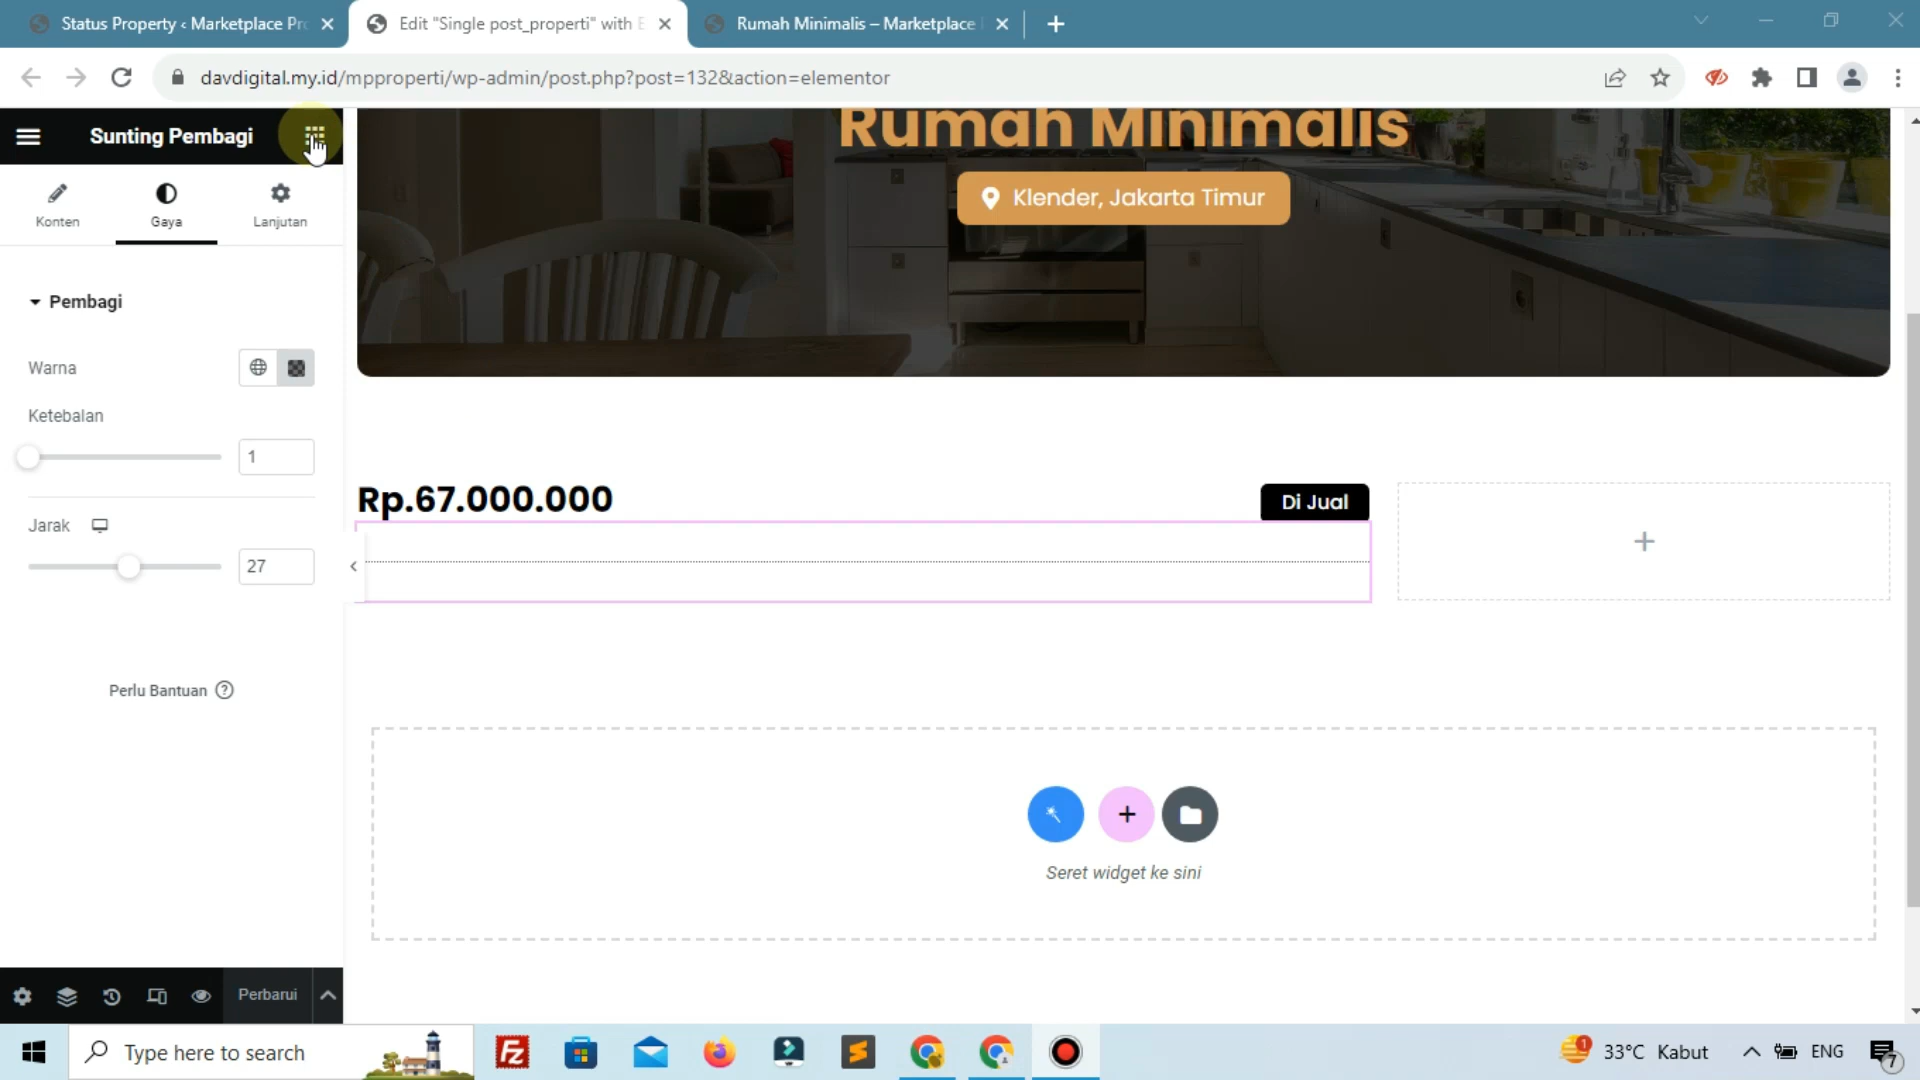 Status Property ‹ Marketplace Pr
Edit "Single post_properti" with E
Rumah Minimalis – Marketplace
davdigital.my.id/mpproperti/wp-admin/post.php?post=132&action=elementor
Sunting Pembagi
Konten
Gaya
Lanjutan
Pembagi
Warna
Ketebalan
1
Jarak
27
Perlu Bantuan ?
Perbarui
Rumah Minimalis
Klender, Jakarta Timur
Rp.67.000.000
Di Jual
Seret widget ke sini
Type here to search
Fz
1
33°C Kabut
ENG
7